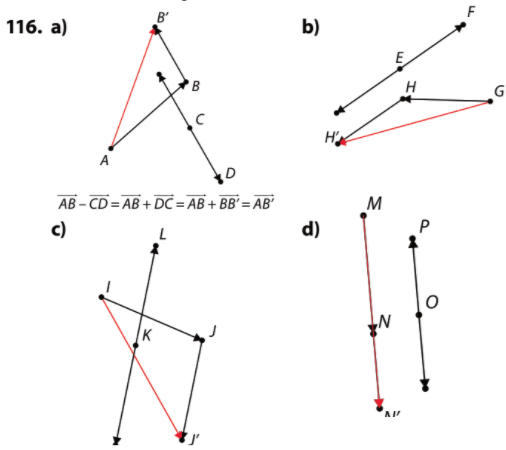 116. a)
B′
B
C
A
D
AB⃗ – CD⃗ = AB⃗ + DC⃗ = AB⃗ + BB′⃗ = AB′⃗
b)
F
E
H
G
H′
c)
L
I
K
J
J′
d)
M
P
O
N
N′